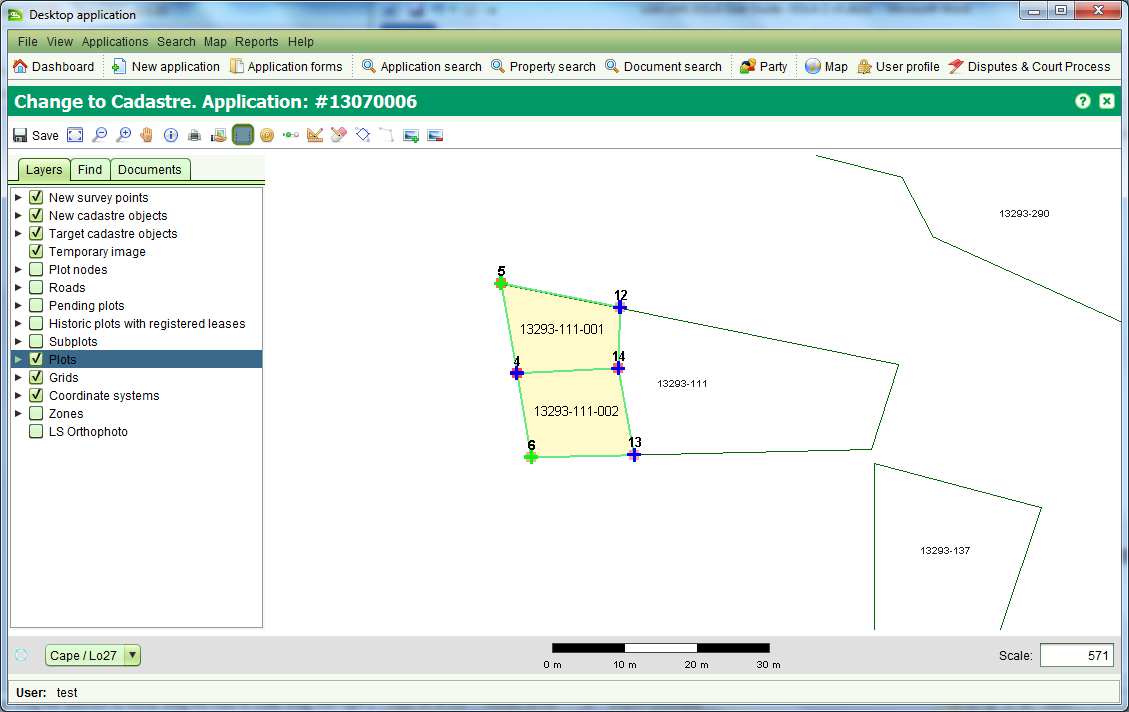 Desktop application
File View Applications Search Map Reports Help
Dashboard New application Application forms Application search Property search Document search Party Map User profile Disputes & Court Process
Change to Cadastre. Application: #13070006
Save
Layers Find Documents
New survey points
New cadastre objects
Target cadastre objects
Temporary image
Plot nodes
Roads
Pending plots
Historic plots with registered leases
Subplots
Plots
Grids
Coordinate systems
Zones
LS Orthophoto
13293-290
5
12
13293-111-001
4
14
13293-111
13293-111-002
13
6
13293-137
Cape / Lo27
0 m 10 m 20 m 30 m
Scale: 571
User: test